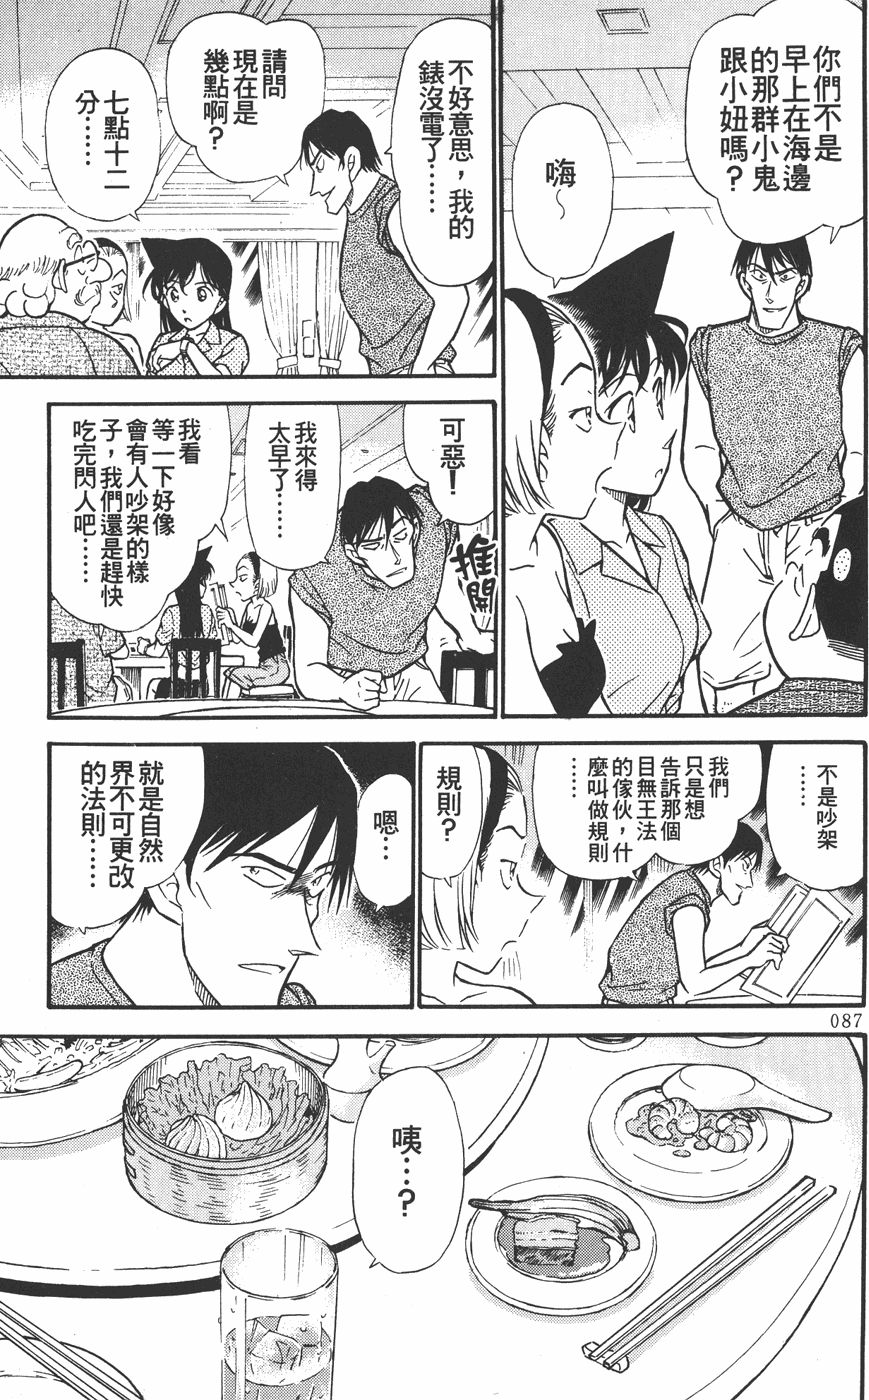 你們不是
早上在海邊
的那群小鬼
跟小妞嗎？
嗨～
不好意思，我的
錶沒電了……
請問
現在是
幾點啊？
七點十二
分……
可惡！
推開
我來得
太早了……
我看
等一下好像
會有人吵架的樣
子，我們還是趕快
吃完閃人吧……
不是吵架
……
我們
只是想
告訴那個
目無王法
的傢伙，什
麼叫做規則
……
規則？
嗯…
就是自然
界不可更改
的法則……
087
咦…？